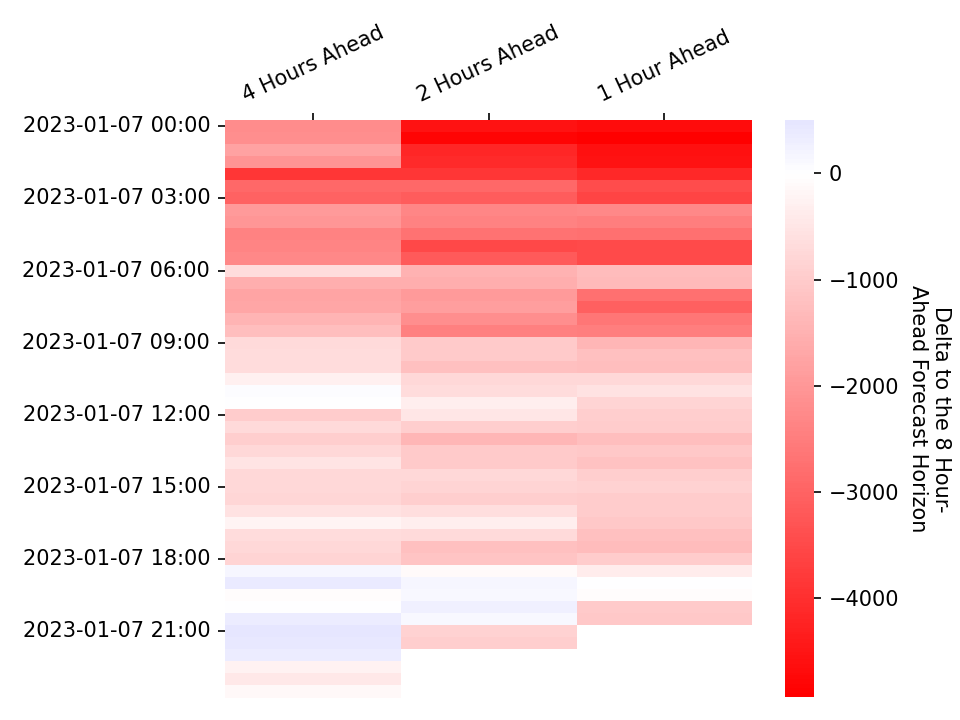 4 Hours Ahead
2 Hours Ahead
1 Hour Ahead
2023-01-07 00:00
2023-01-07 03:00
2023-01-07 06:00
2023-01-07 09:00
2023-01-07 12:00
2023-01-07 15:00
2023-01-07 18:00
2023-01-07 21:00
0
−1000
−2000
−3000
−4000
Delta to the 8 Hour-
Ahead Forecast Horizon